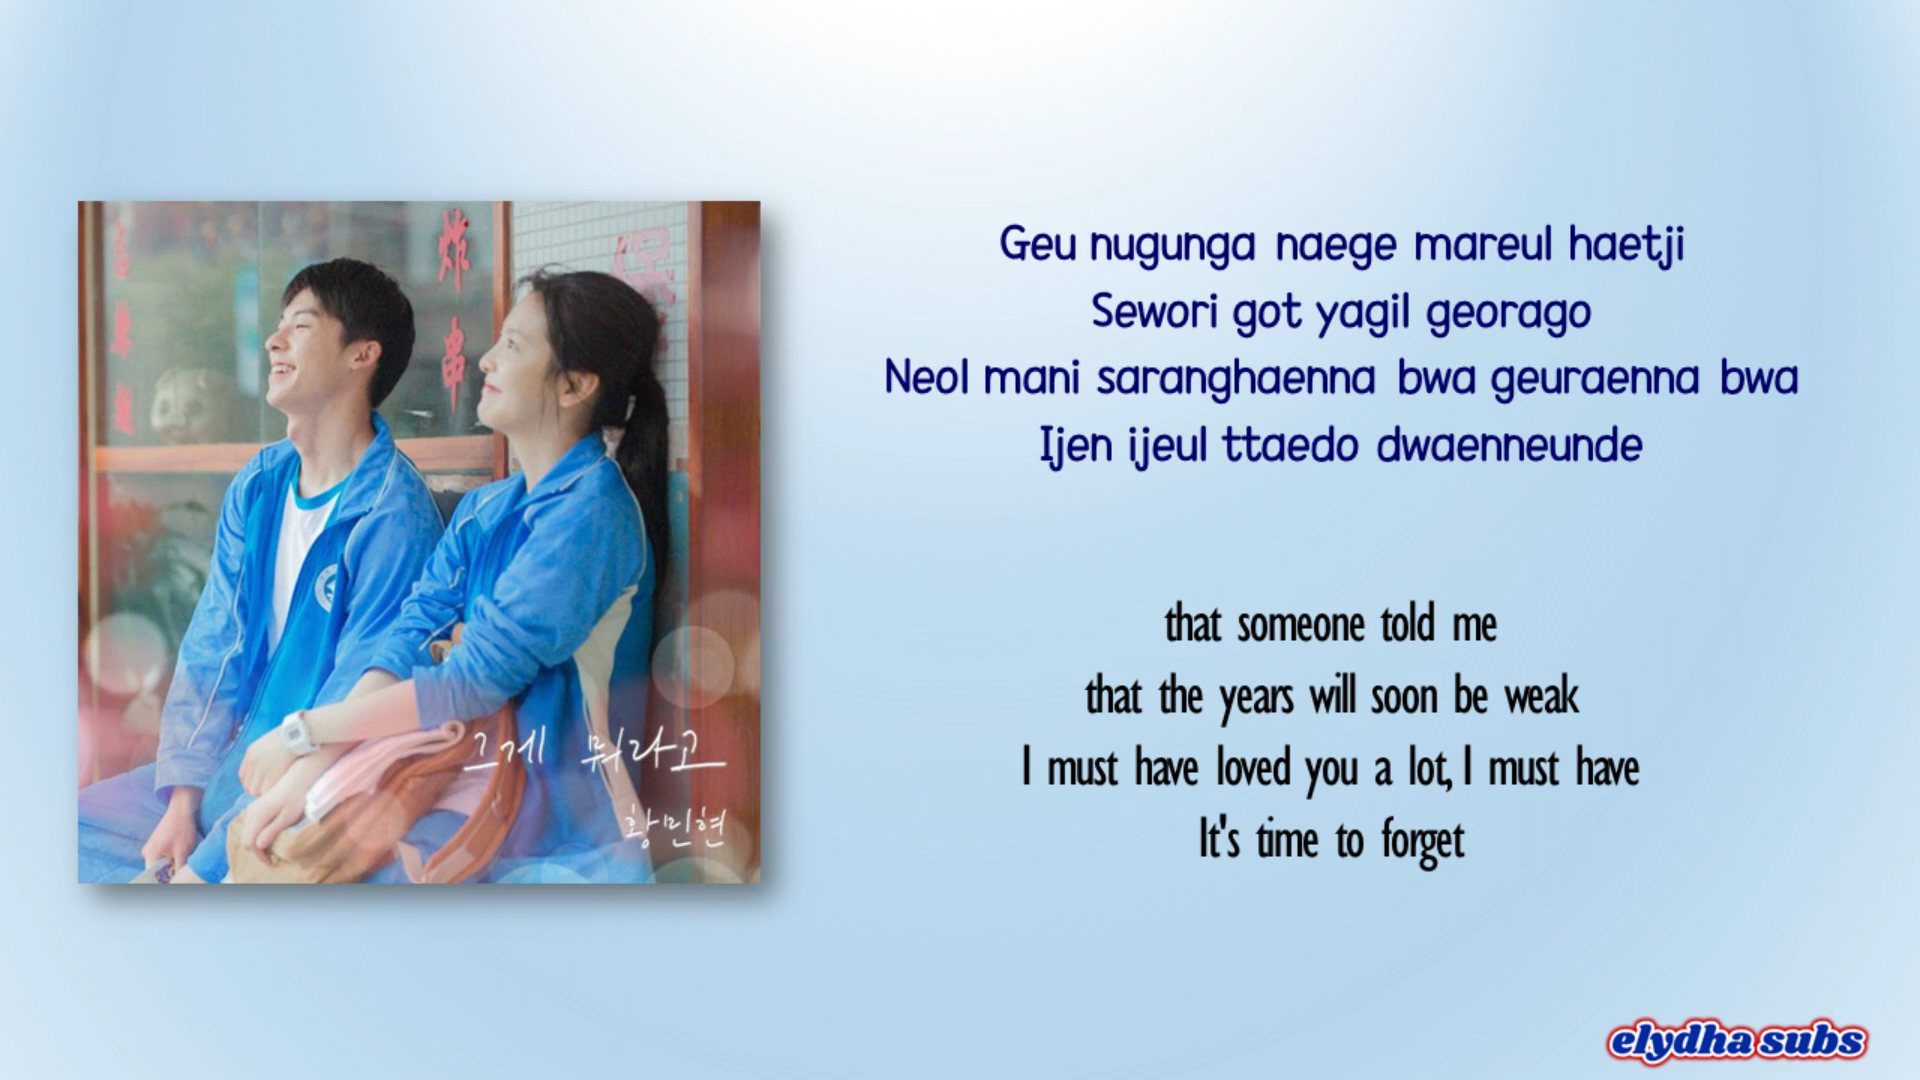 炸
串
그게 뭐라고
황민현
Geu nugunga naege mareul haetji
Sewori got yagil georago
Neol mani saranghaenna bwa geuraenna bwa
Ijen ijeul ttaedo dwaenneunde
that someone told me
that the years will soon be weak
I must have loved you a lot, I must have
It's time to forget
elydha subs